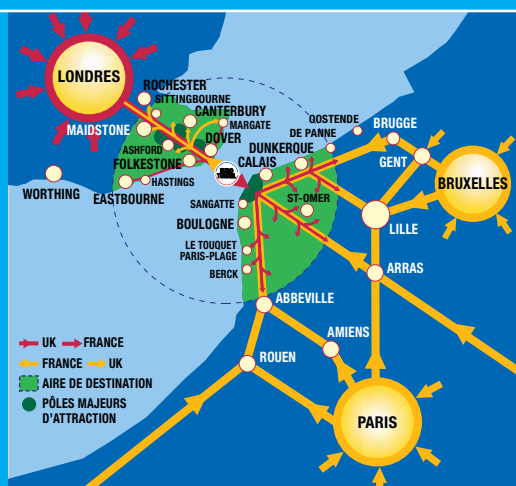 LONDRES
ROCHESTER
SITTINGBOURNE
CANTERBURY
MARGATE
MAIDSTONE
DOVER
ASHFORD
FOLKESTONE
HASTINGS
EASTBOURNE
WORTHING
OOSTENDE
DE PANNE
BRUGGE
DUNKERQUE
GENT
CALAIS
BRUXELLES
SANGATTE
ST-OMER
BOULOGNE
LILLE
LE TOUQUET
PARIS-PLAGE
BERCK
ARRAS
ABBEVILLE
AMIENS
ROUEN
PARIS
UK FRANCE
FRANCE UK
AIRE DE DESTINATION
PÔLES MAJEURS
D'ATTRACTION